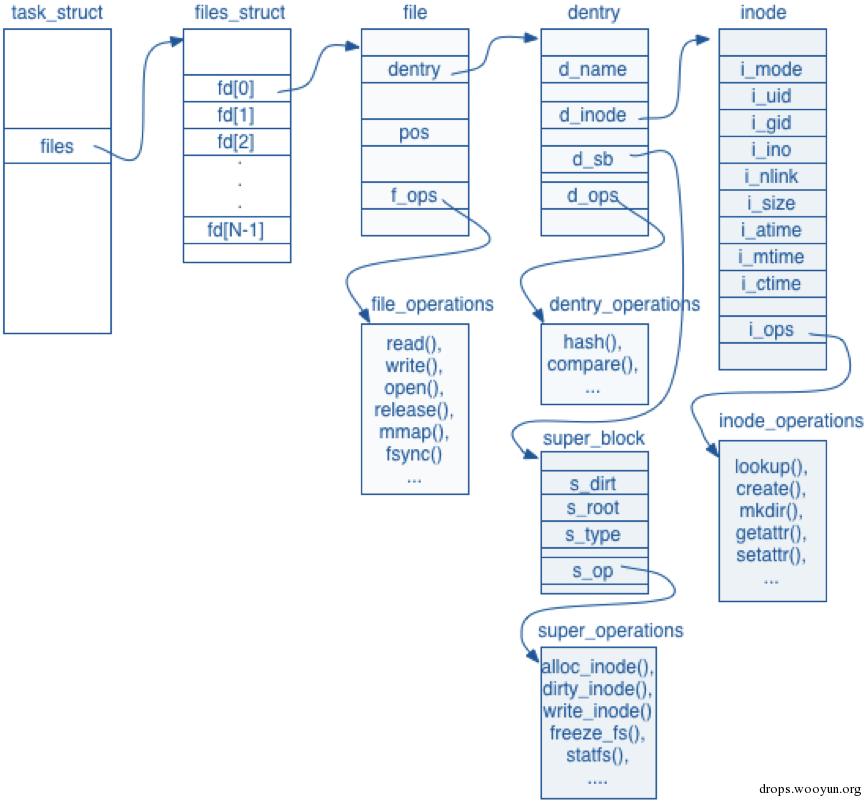 task_struct
files
files_struct
fd[0]
fd[1]
fd[2]
.
.
.
fd[N-1]
file
dentry
pos
f_ops
file_operations
read(),
write(),
open(),
release(),
mmap(),
fsync()
...
dentry
d_name
d_inode
d_sb
d_ops
dentry_operations
hash(),
compare(),
...
super_block
s_dirt
s_root
s_type
s_op
super_operations
alloc_inode(),
dirty_inode(),
write_inode()
freeze_fs(),
statfs(),
....
inode
i_mode
i_uid
i_gid
i_ino
i_nlink
i_size
i_atime
i_mtime
i_ctime
i_ops
inode_operations
lookup(),
create(),
mkdir(),
getattr(),
setattr(),
...
drops.wooyun.org